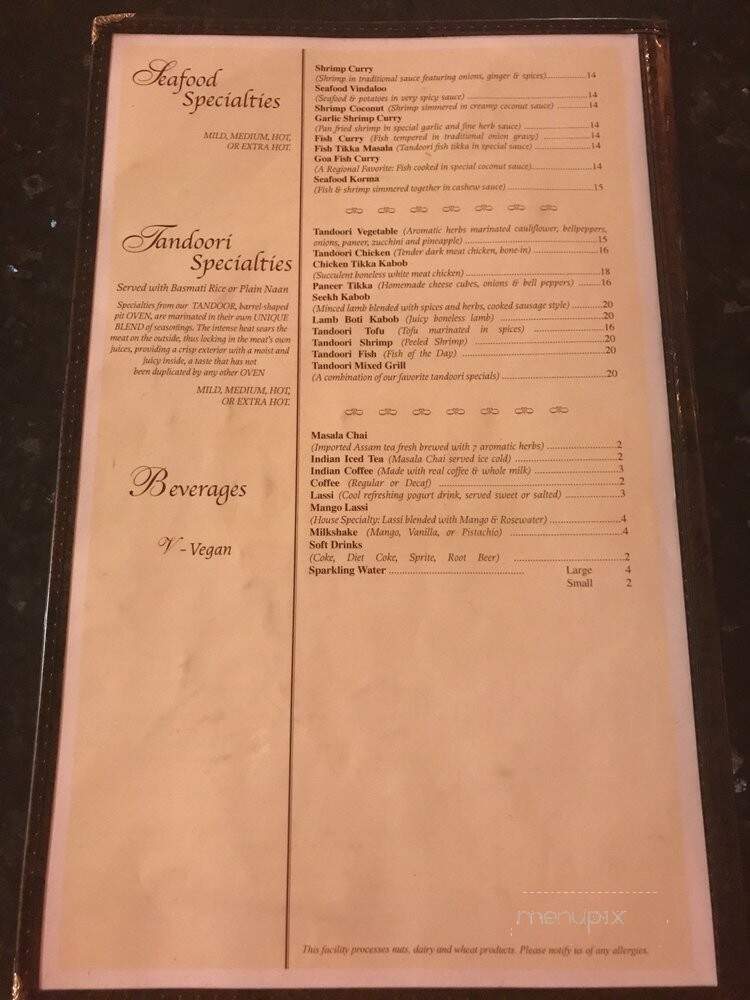 Seafood
Specialties
MILD, MEDIUM, HOT,
OR EXTRA HOT.
Shrimp Curry
(Shrimp in traditional sauce featuring onions, ginger & spices)................14
Seafood Vindaloo
(Seafood & potatoes in very spicy sauce) ................14
Shrimp Coconut (Shrimp simmered in creamy coconut sauce) ................14
Garlic Shrimp Curry
(Pan fried shrimp in special garlic and fine herb sauce) ................14
Fish Curry (Fish tempered in traditional onion gravy) ................14
Fish Tikka Masala (Tandoori fish tikka in special sauce) ................14
Goa Fish Curry
(A Regional Favorite: Fish cooked in special coconut sauce)................14
Seafood Korma
(Fish & shrimp simmered together in cashew sauce) ................15
Tandoori
Specialties
Served with Basmati Rice or Plain Naan
Specialties from our TANDOOR, barrel-shaped
pit OVEN, are marinated in their own UNIQUE
BLEND of seasonings. The intense heat sears the
meat on the outside, thus locking in the meat's own
juices, providing a crisp exterior with a moist and
juicy inside, a taste that has not
been duplicated by any other OVEN
MILD, MEDIUM, HOT,
OR EXTRA HOT.
Tandoori Vegetable (Aromatic herbs marinated cauliflower, bellpeppers,
onions, paneer, zucchini and pineapple) ................15
Tandoori Chicken (Tender dark meat chicken, bone-in) ................16
Chicken Tikka Kabob
(Succulent boneless white meat chicken) ................18
Paneer Tikka (Homemade cheese cubes, onions & bell peppers) ........16
Seekh Kabob
(Minced lamb blended with spices and herbs, cooked sausage style) ..........20
Lamb Boti Kabob (Juicy boneless lamb) ................20
Tandoori Tofu (Tofu marinated in spices) ................16
Tandoori Shrimp (Peeled Shrimp) ................20
Tandoori Fish (Fish of the Day) ................20
Tandoori Mixed Grill
(A combination of our favorite tandoori specials) ................20
Beverages
V - Vegan
Masala Chai
(Imported Assam tea fresh brewed with 7 aromatic herbs) ................2
Indian Iced Tea (Masala Chai served ice cold) ................2
Indian Coffee (Made with real coffee & whole milk) ................3
Coffee (Regular or Decaf) ................2
Lassi (Cool refreshing yogurt drink, served sweet or salted) ................3
Mango Lassi
(House Specialty: Lassi blended with Mango & Rosewater) ................4
Milkshake (Mango, Vanilla, or Pistachio) ................4
Soft Drinks
(Coke, Diet Coke, Sprite, Root Beer) ................2
Sparkling Water ................ Large 4
Small 2
menupix
This facility processes nuts, dairy and wheat products. Please notify us of any allergies.